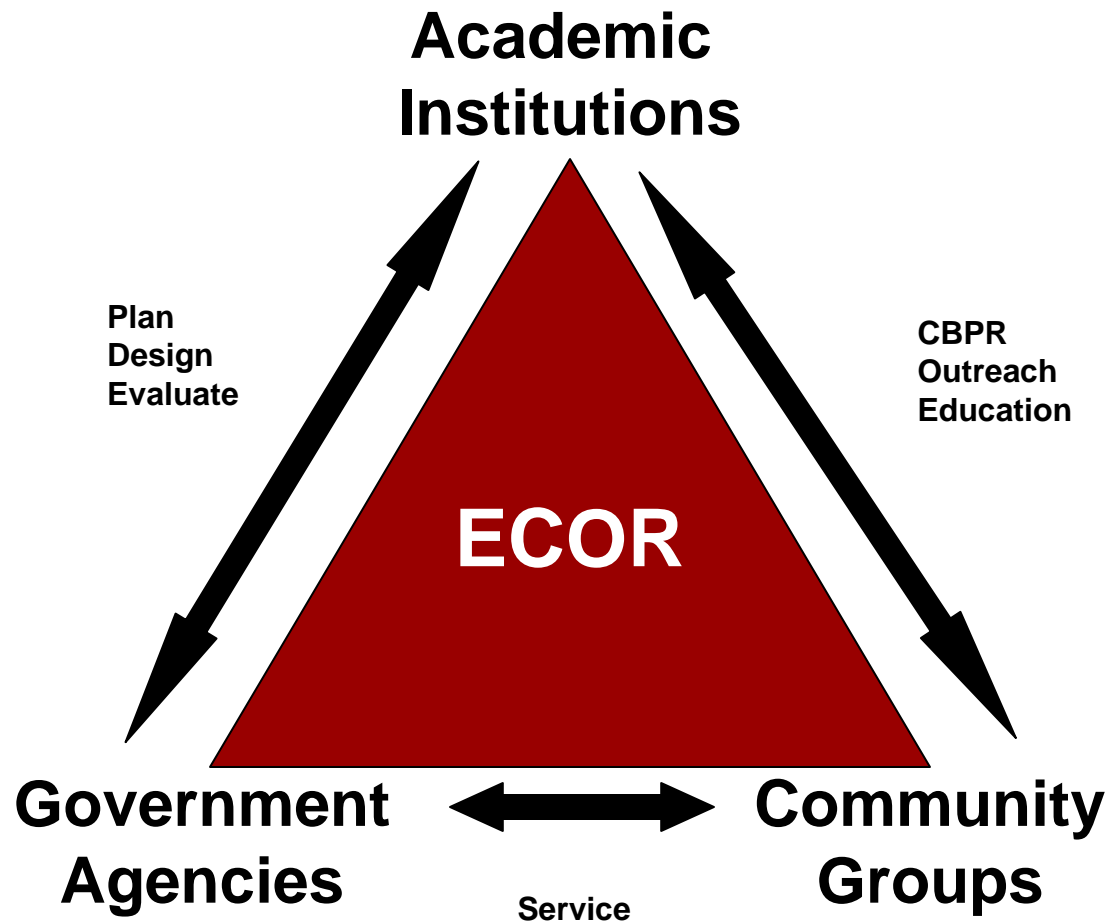 Academic
Institutions
Plan
Design
Evaluate
CBPR
Outreach
Education
ECOR
Government
Agencies
Community
Groups
Service